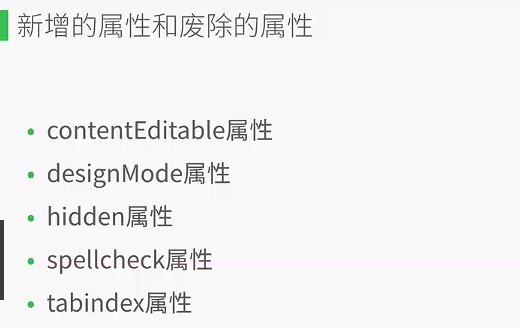 新增的属性和废除的属性
• contentEditable属性
• designMode属性
• hidden属性
• spellcheck属性
• tabindex属性